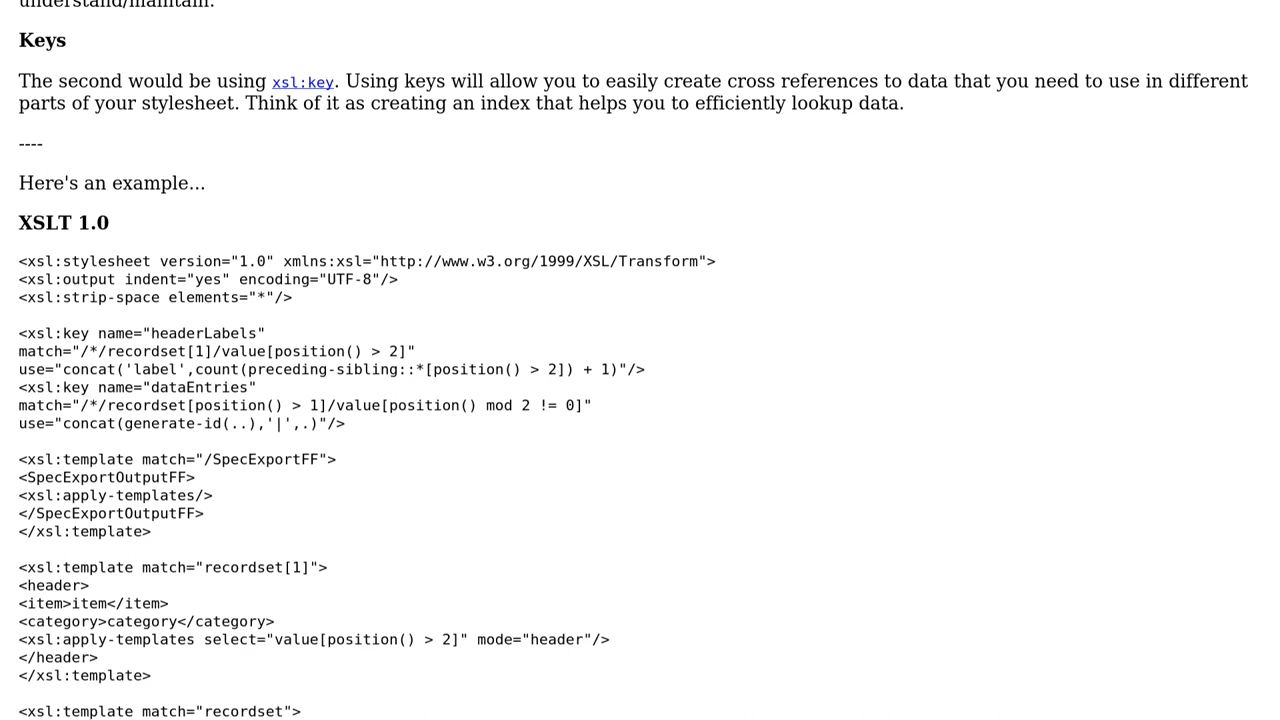 understand/maintain.
Keys
The second would be using xsl:key. Using keys will allow you to easily create cross references to data that you need to use in different
parts of your stylesheet. Think of it as creating an index that helps you to efficiently lookup data.
----
Here's an example...
XSLT 1.0
<xsl:stylesheet version="1.0" xmlns:xsl="http://www.w3.org/1999/XSL/Transform">
<xsl:output indent="yes" encoding="UTF-8"/>
<xsl:strip-space elements="*"/>
<xsl:key name="headerLabels"
match="/*/recordset[1]/value[position() > 2]"
use="concat('label',count(preceding-sibling::*[position() > 2]) + 1)"/>
<xsl:key name="dataEntries"
match="/*/recordset[position() > 1]/value[position() mod 2 != 0]"
use="concat(generate-id(..),'|',.)"/>
<xsl:template match="/SpecExportFF">
<SpecExportOutputFF>
<xsl:apply-templates/>
</SpecExportOutputFF>
</xsl:template>
<xsl:template match="recordset[1]">
<header>
<item>item</item>
<category>category</category>
<xsl:apply-templates select="value[position() > 2]" mode="header"/>
</header>
</xsl:template>
<xsl:template match="recordset">